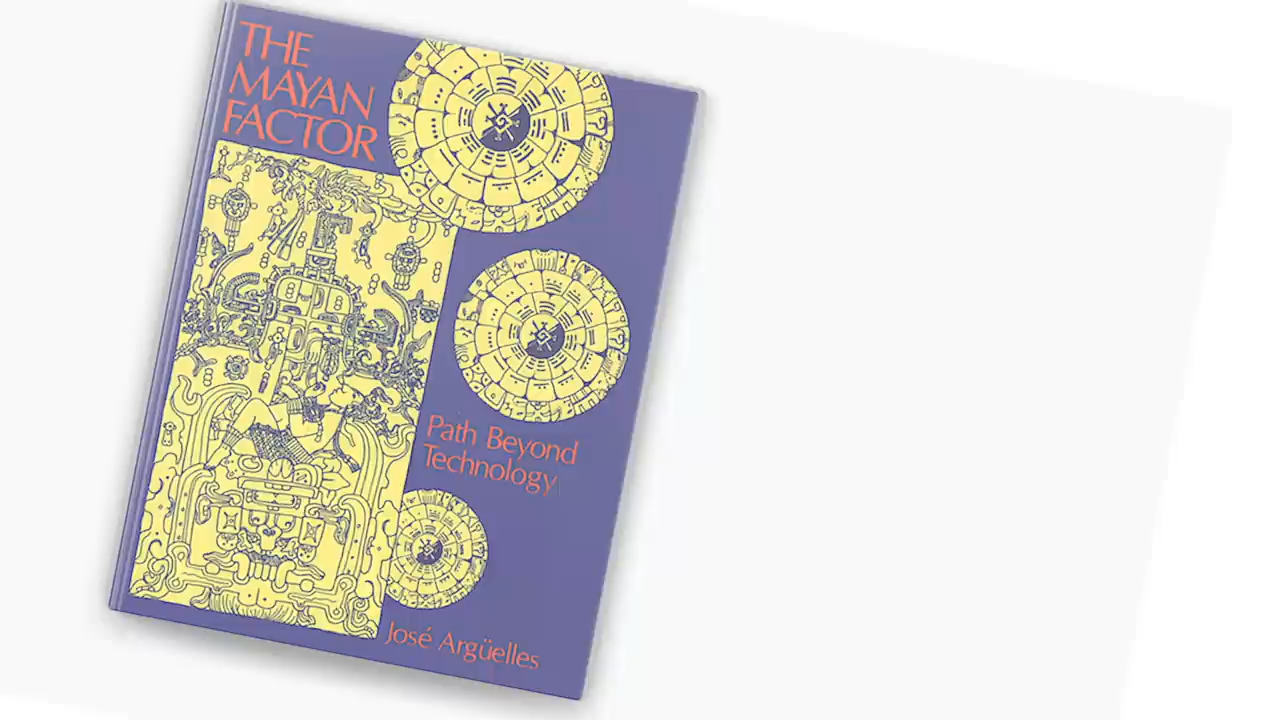 THE
MAYAN
FACTOR
Path Beyond
Technology
José Argüelles